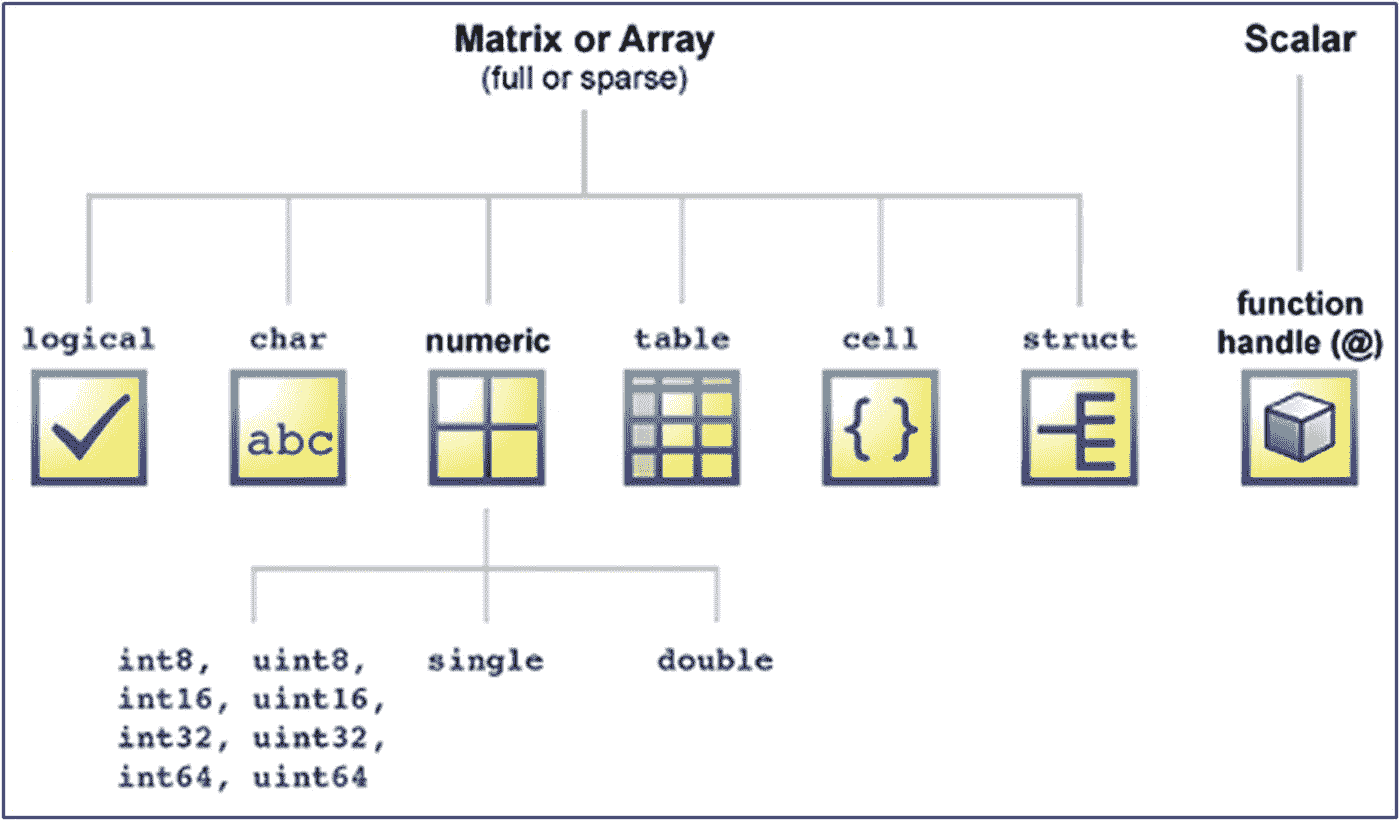 Matrix or Array
(full or sparse)
Scalar
logical
char
numeric
table
cell
struct
function
handle (@)
abc
{ }
int8, uint8,
int16, uint16,
int32, uint32,
int64, uint64
single
double